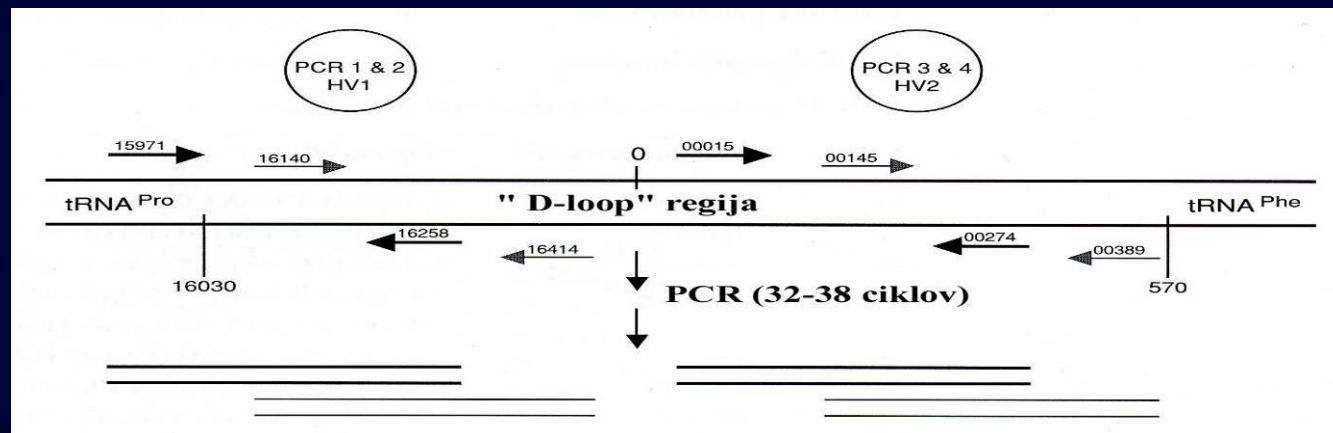 PCR 1 & 2
HV1
PCR 3 & 4
HV2
15971
16140
0
00015
00145
tRNA Pro
" D-loop" regija
tRNA Phe
16258
16414
00274
00389
16030
570
PCR (32-38 ciklov)